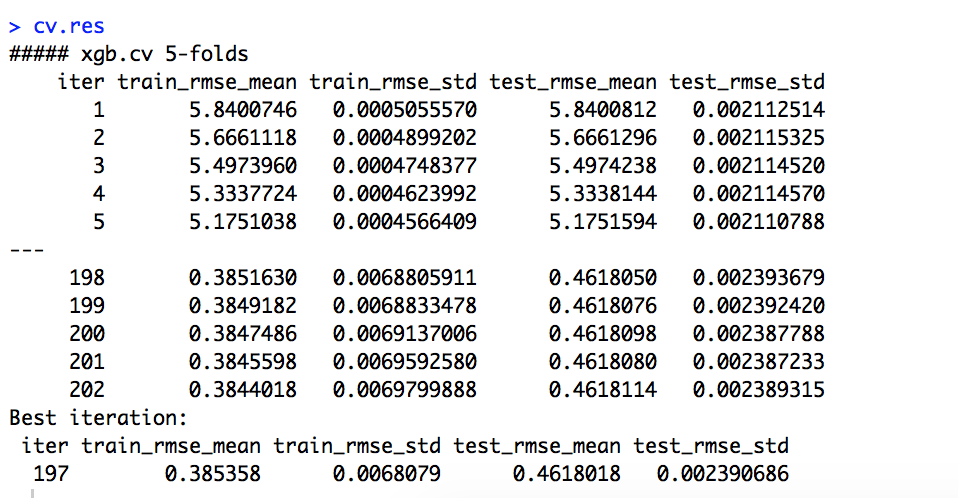 > cv.res
##### xgb.cv 5-folds
iter train_rmse_mean train_rmse_std test_rmse_mean test_rmse_std
1 5.8400746 0.0005055570 5.8400812 0.002112514
2 5.6661118 0.0004899202 5.6661296 0.002115325
3 5.4973960 0.0004748377 5.4974238 0.002114520
4 5.3337724 0.0004623992 5.3338144 0.002114570
5 5.1751038 0.0004566409 5.1751594 0.002110788
---
198 0.3851630 0.0068805911 0.4618050 0.002393679
199 0.3849182 0.0068833478 0.4618076 0.002392420
200 0.3847486 0.0069137006 0.4618098 0.002387788
201 0.3845598 0.0069592580 0.4618080 0.002387233
202 0.3844018 0.0069799888 0.4618114 0.002389315
Best iteration:
iter train_rmse_mean train_rmse_std test_rmse_mean test_rmse_std
197 0.385358 0.0068079 0.4618018 0.002390686